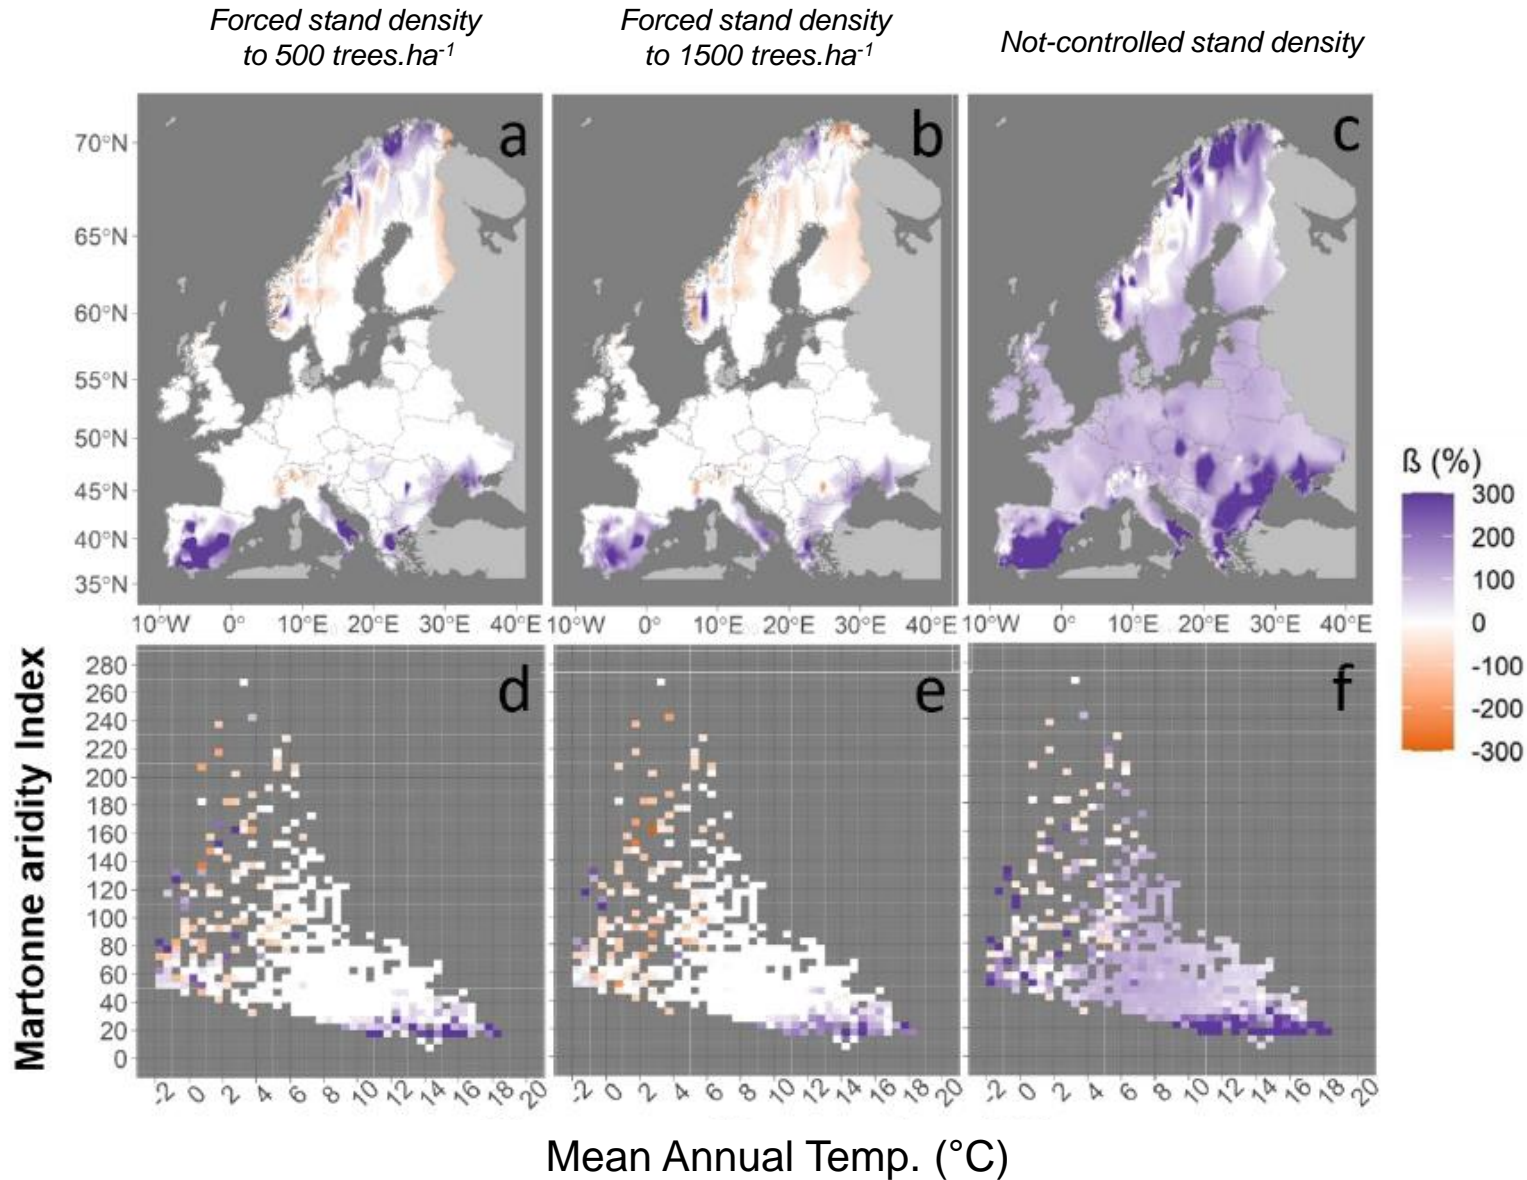 Forced stand density
to 500 trees.ha-1
Forced stand density
to 1500 trees.ha-1
Not-controlled stand density
a
b
c
70°N
65°N
60°N
55°N
50°N
45°N
40°N
35°N
10°W 0° 10°E 20°E 30°E 40°E
10°W 0° 10°E 20°E 30°E 40°E
10°W 0° 10°E 20°E 30°E 40°E
ß (%)
300
200
100
0
-100
-200
-300
d
e
f
Martonne aridity Index
280
260
240
220
200
180
160
140
120
100
80
60
40
20
0
-2 0 2 4 6 8 10 12 14 16 18 20
-2 0 2 4 6 8 10 12 14 16 18 20
-2 0 2 4 6 8 10 12 14 16 18 20
Mean Annual Temp. (°C)